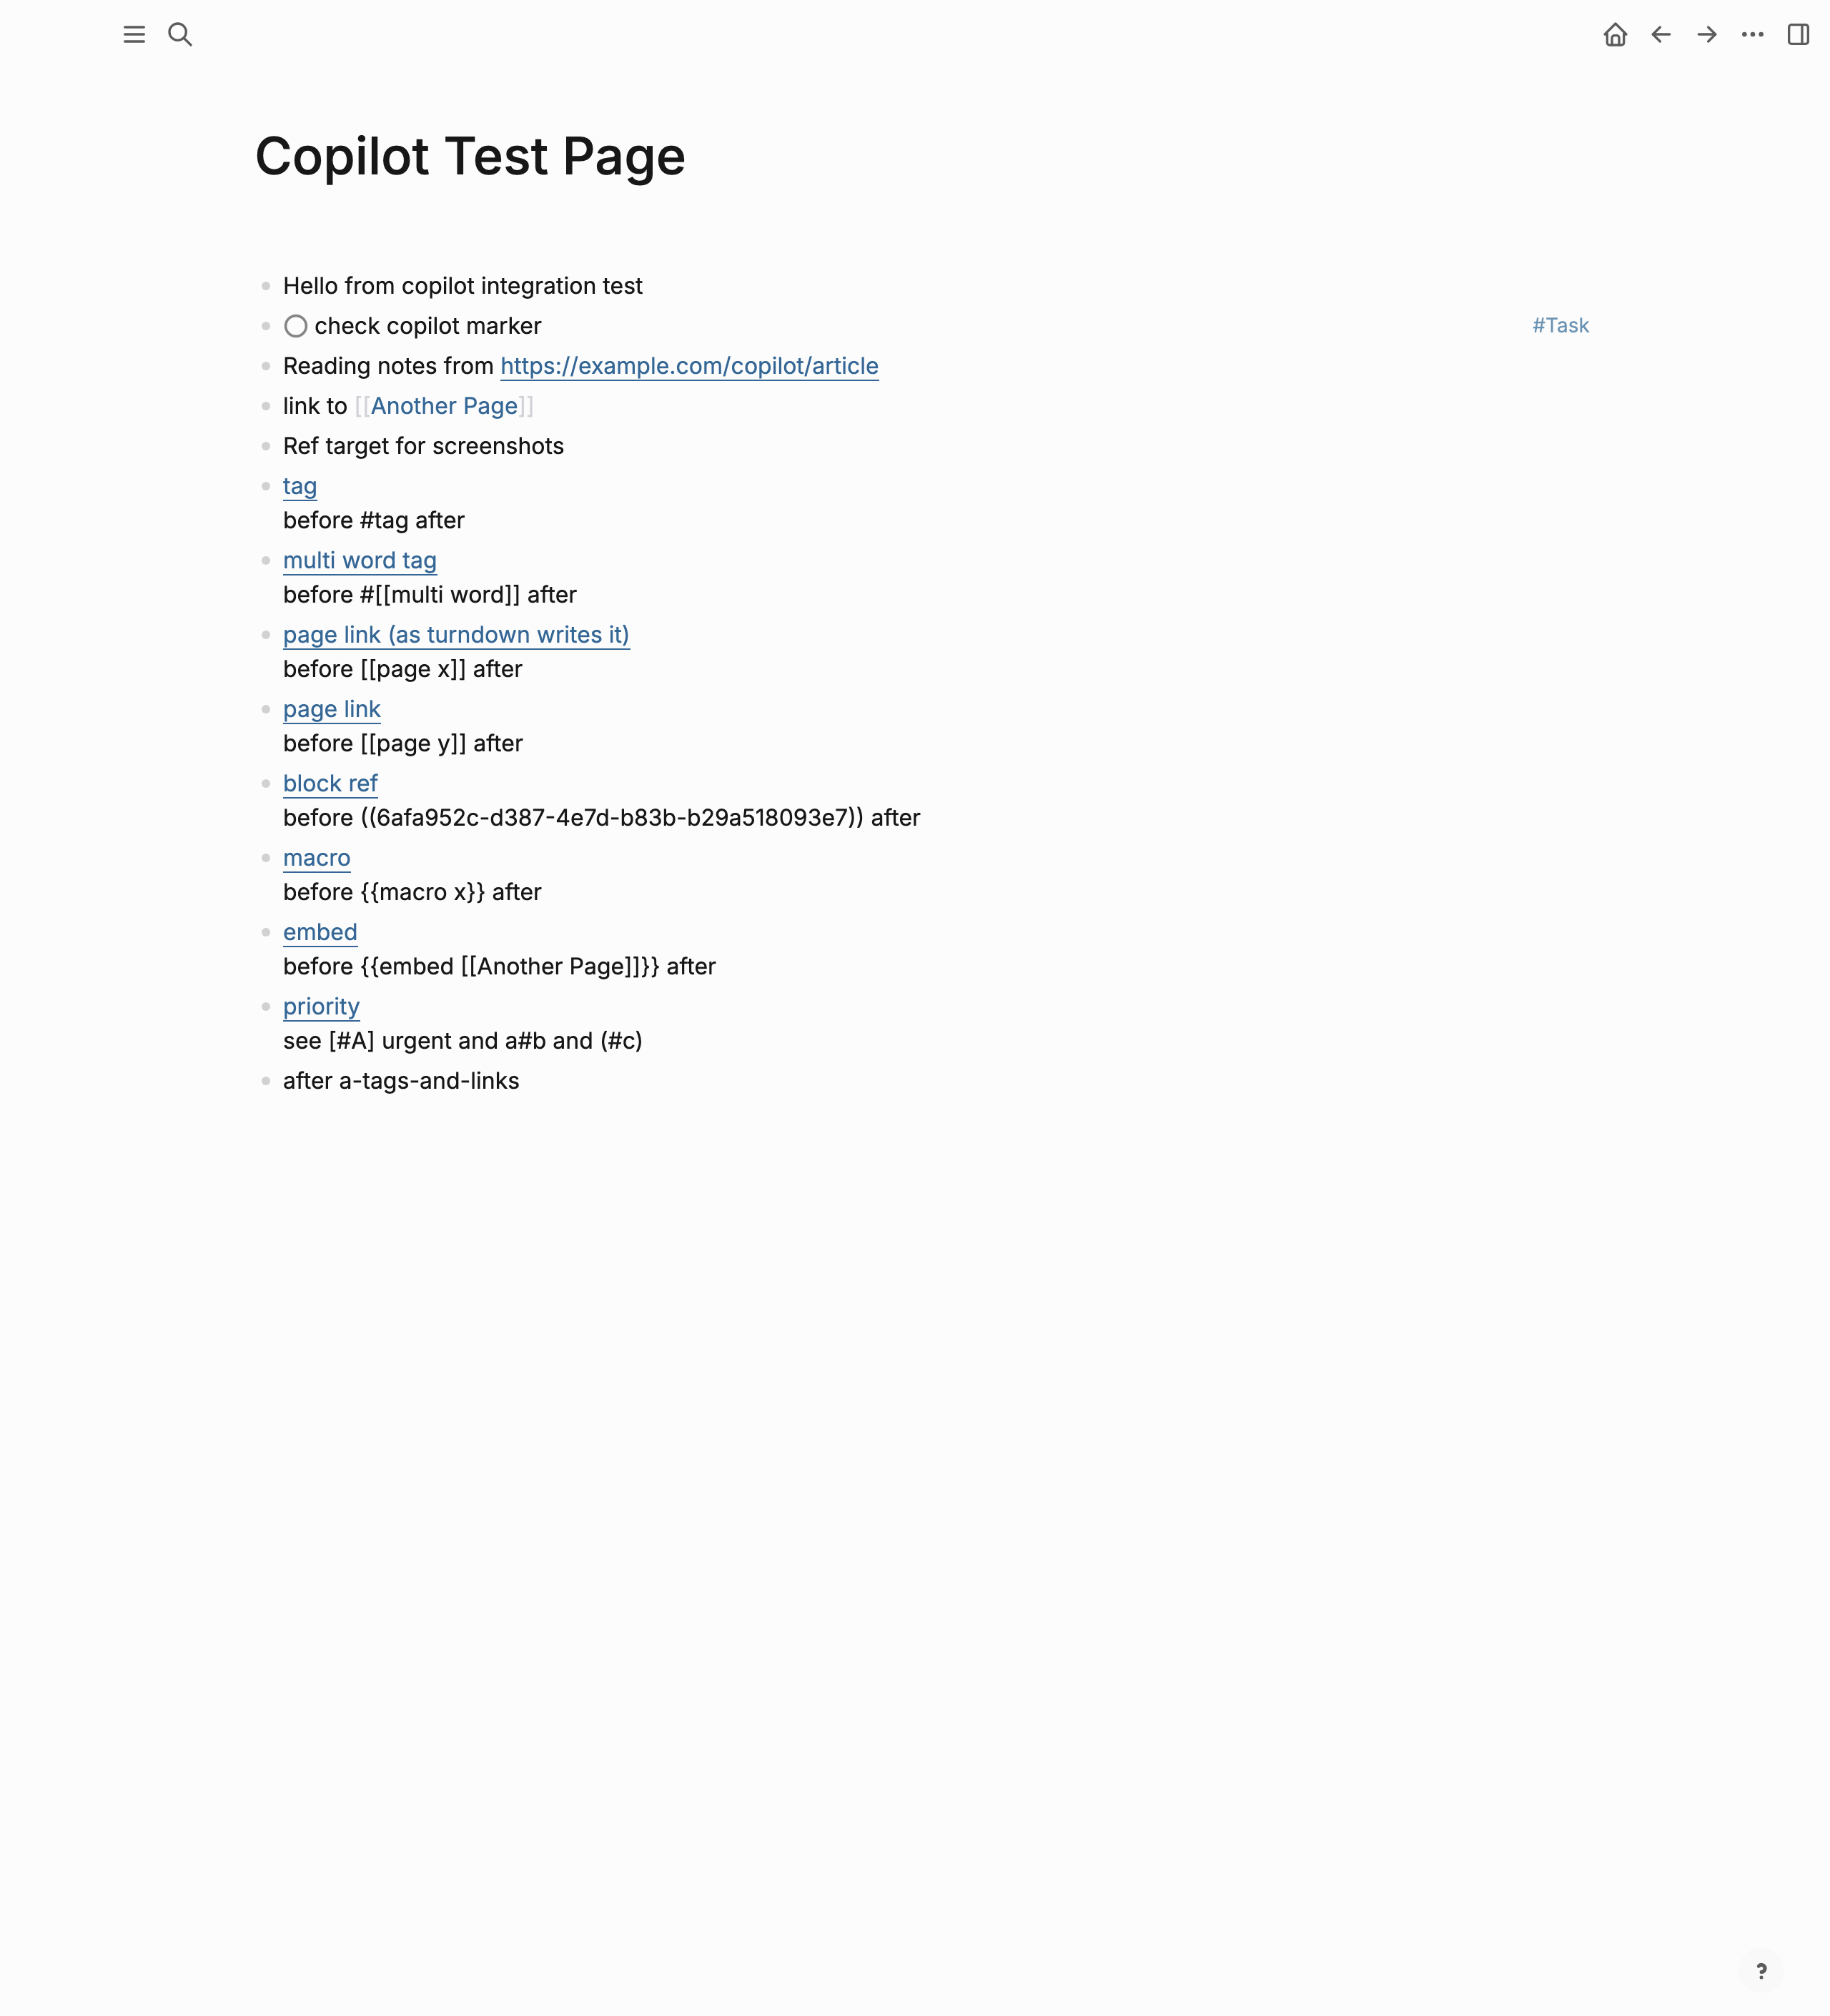 Copilot Test Page
Hello from copilot integration test
check copilot marker #Task
Reading notes from https://example.com/copilot/article
link to [[Another Page]]
Ref target for screenshots
tag
before #tag after
multi word tag
before #[[multi word]] after
page link (as turndown writes it)
before [[page x]] after
page link
before [[page y]] after
block ref
before ((6afa952c-d387-4e7d-b83b-b29a518093e7)) after
macro
before {{macro x}} after
embed
before {{embed [[Another Page]]}} after
priority
see [#A] urgent and a#b and (#c)
after a-tags-and-links
?